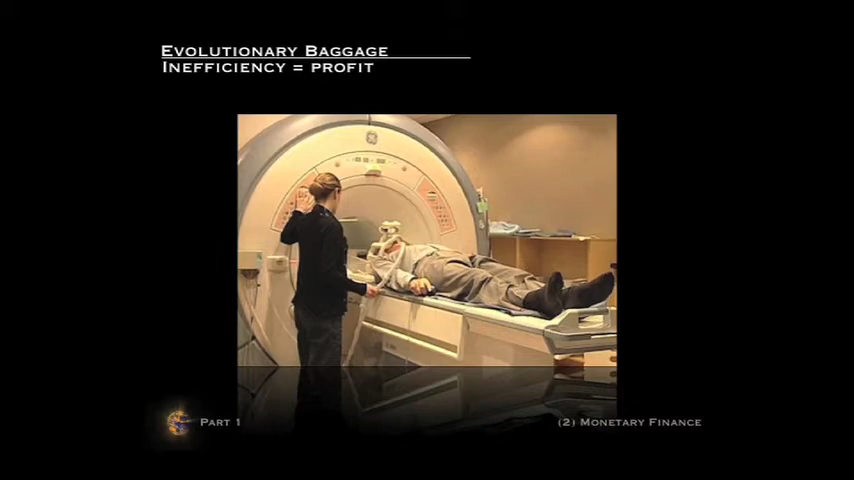 Evolutionary Baggage
Inefficiency = profit
Part 1
(2) Monetary Finance